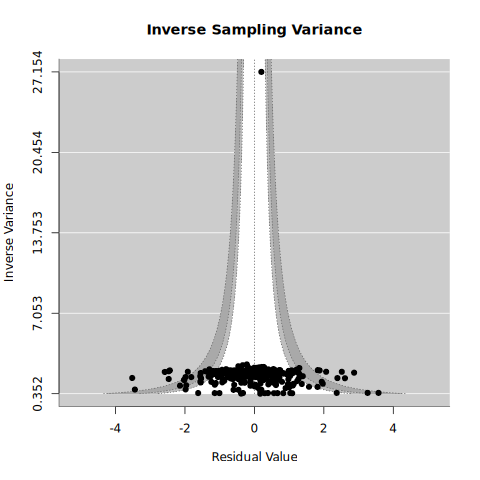 Inverse Sampling Variance
27.154
20.454
13.753
7.053
0.352
Inverse Variance
-4 -2 0 2 4
Residual Value